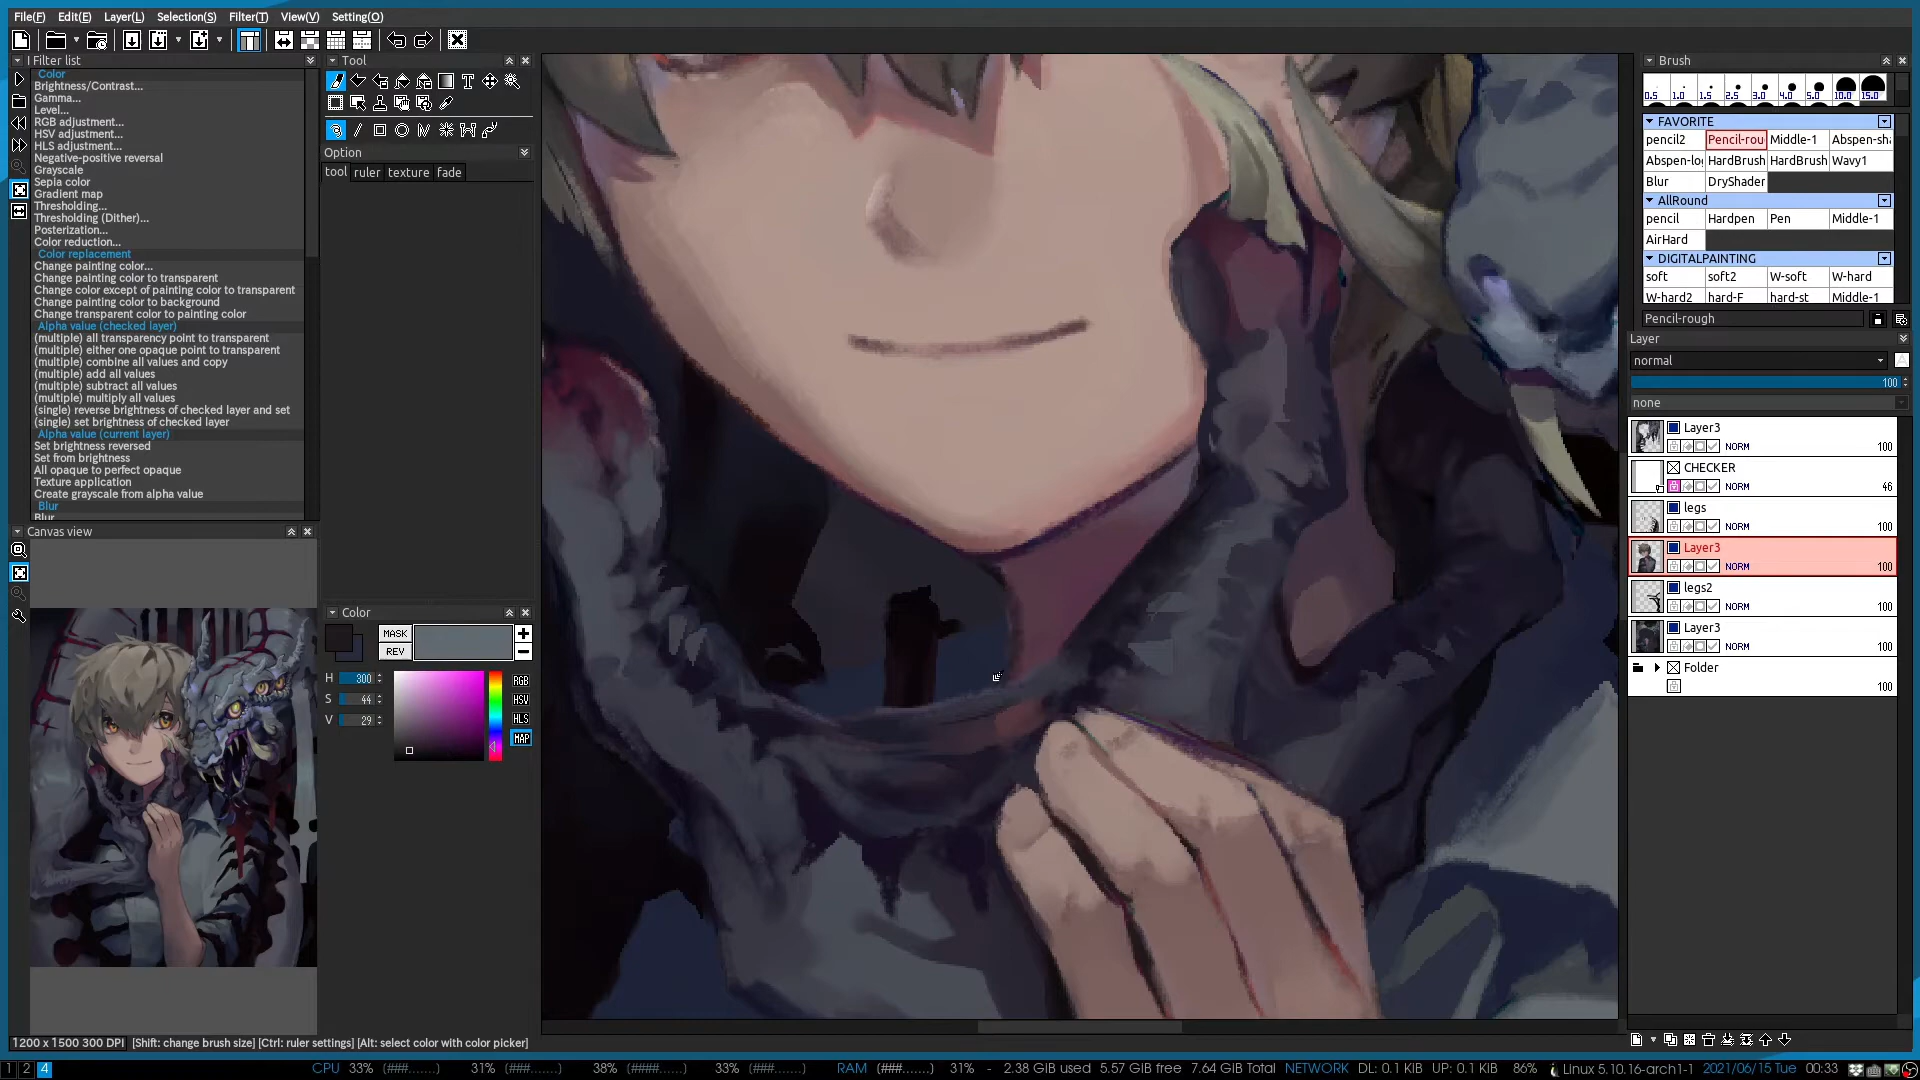 File(F) Edit(E) Layer(L) Selection(S) Filter(T) View(V) Setting(O)
Filter list
Color
Brightness/Contrast...
Gamma...
Level...
RGB adjustment...
HSV adjustment...
HLS adjustment...
Negative-positive reversal
Grayscale
Sepia color
Gradient map
Thresholding...
Thresholding (Dither)...
Posterization...
Color reduction...
Color replacement
Change painting color...
Change painting color to transparent
Change color except of painting color to transparent
Change painting color to background
Change transparent color to painting color
Alpha value (checked layer)
(multiple) all transparency point to transparent
(multiple) either one opaque point to transparent
(multiple) combine all values and copy
(multiple) add all values
(multiple) subtract all values
(multiple) multiply all values
(single) reverse brightness of checked layer and set
(single) set brightness of checked layer
Alpha value (current layer)
Set brightness reversed
Set from brightness
All opaque to perfect opaque
Texture application
Create grayscale from alpha value
Blur
Blur
Canvas view
Tool
Option
tool ruler texture fade
Color
MASK
REV
H 300
S 44
V 29
RGB
HSV
HLS
MAP
Brush
0.5 1.0 1.5 2.5 3.0 4.0 5.0 10.0 15.0
FAVORITE
pencil2 Pencil-rou Middle-1 Abspen-sh
Abspen-lo HardBrush HardBrush Wavy1
Blur DryShader
AllRound
pencil Hardpen Pen Middle-1
AirHard
DIGITALPAINTING
soft soft2 W-soft W-hard
W-hard2 hard-F hard-st Middle-1
Pencil-rough
Layer
normal
100
none
Layer3
NORM 100
CHECKER
NORM 46
legs
NORM 100
Layer3
NORM 100
legs2
NORM 100
Layer3
NORM 100
Folder
100
1200 x 1500 300 DPI [Shift: change brush size] [Ctrl: ruler settings] [Alt: select color with color picker]
1 2 4 CPU 33% (###.......) 31% (###.......) 38% (####......) 33% (###.......) RAM (###.......) 31% - 2.38 GIB used 5.57 GIB free 7.64 GIB Total NETWORK DL: 0.1 KIB UP: 0.1 KIB 86% Linux 5.10.16-arch1-1 2021/06/15 Tue 00:33